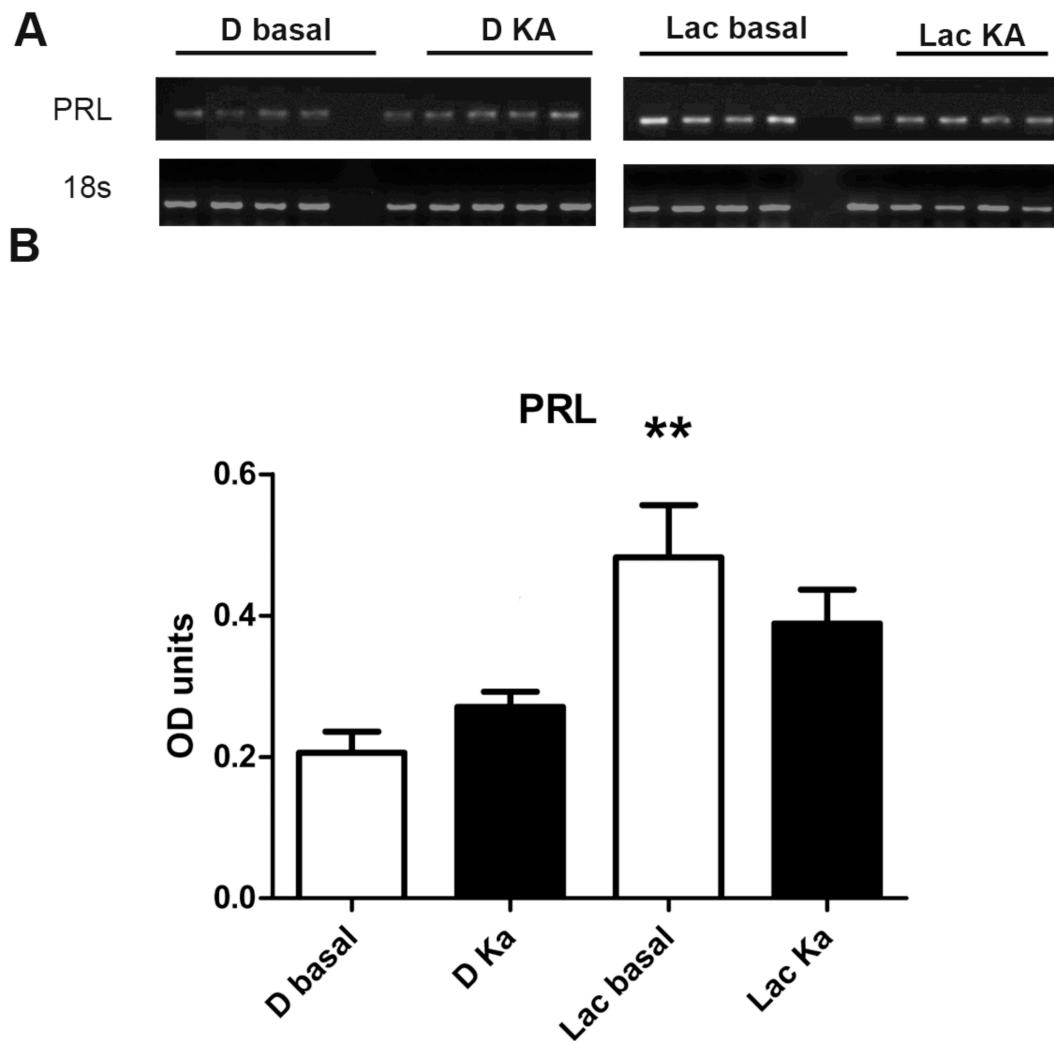 A
D basal D KA Lac basal Lac KA
PRL
18s
B
PRL
**
0.6
0.4
0.2
0.0
OD units
D basal D Ka Lac basal Lac Ka